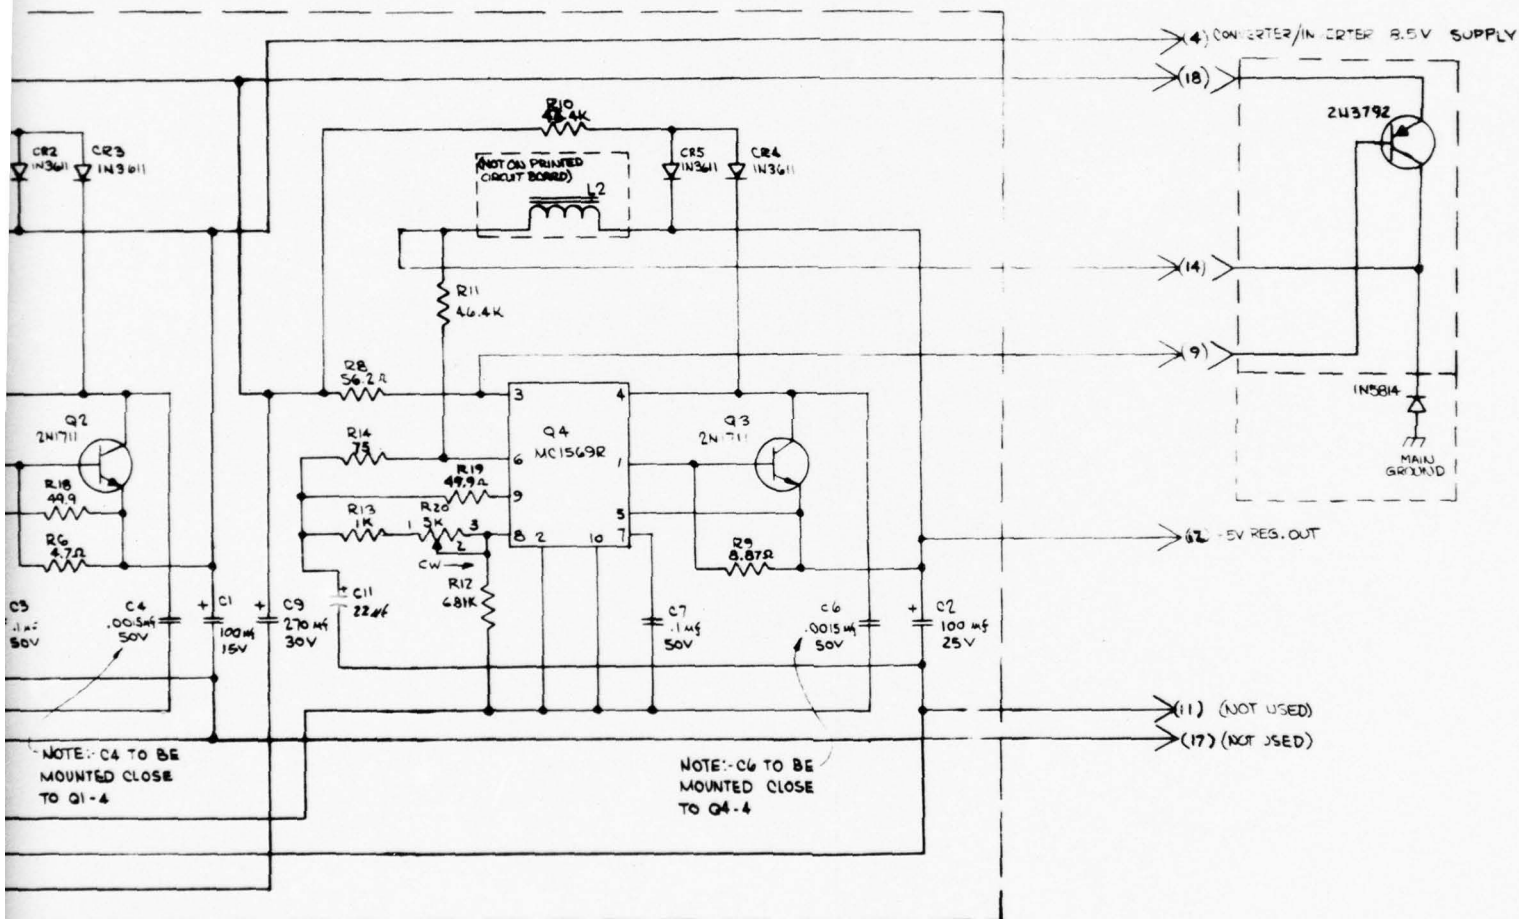 (4) CONVERTER/INVERTER 8.5V SUPPLY
(18)
2N3792
R10
CR2
1N3611
CR3
1N3611
(NOT ON PRINTED
CIRCUIT BOARD)
L2
CR5
1N3611
CR4
1N3611
(14)
R11
46.4K
(9)
R8
56.2Ω
1N5814
MAIN
GROUND
3
4
Q2
2N1711
R14
75
Q4
MC1569R
Q3
2N1711
6
1
R19
49.9Ω
9
R18
49.9
R13
1K
1
R20
5K
3
2
CW
5
8
2
10
7
R6
4.7Ω
R9
8.87Ω
(12) -5V REG. OUT
R12
681K
C11
22µf
C3
.1µf
50V
C4
.0015µf
50V
C1
100µf
15V
C9
270µf
30V
C7
.1µf
50V
C6
.0015µf
50V
C2
100µf
25V
(11) (NOT USED)
(17) (NOT USED)
NOTE:-C4 TO BE
MOUNTED CLOSE
TO Q1-4
NOTE:-C6 TO BE
MOUNTED CLOSE
TO Q4-4